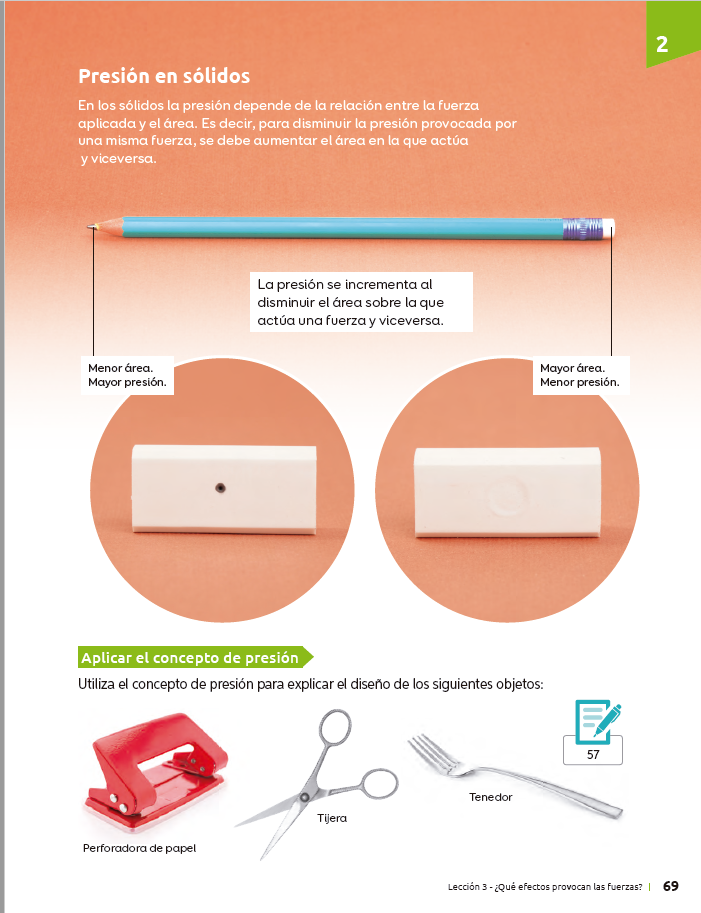 2
Presión en sólidos
En los sólidos la presión depende de la relación entre la fuerza
aplicada y el área. Es decir, para disminuir la presión provocada por
una misma fuerza, se debe aumentar el área en la que actúa
y viceversa.
La presión se incrementa al
disminuir el área sobre la que
actúa una fuerza y viceversa.
Menor área.
Mayor presión.
Mayor área.
Menor presión.
Aplicar el concepto de presión
Utiliza el concepto de presión para explicar el diseño de los siguientes objetos:
57
Tenedor
Tijera
Perforadora de papel
Lección 3 - ¿Qué efectos provocan las fuerzas? | 69